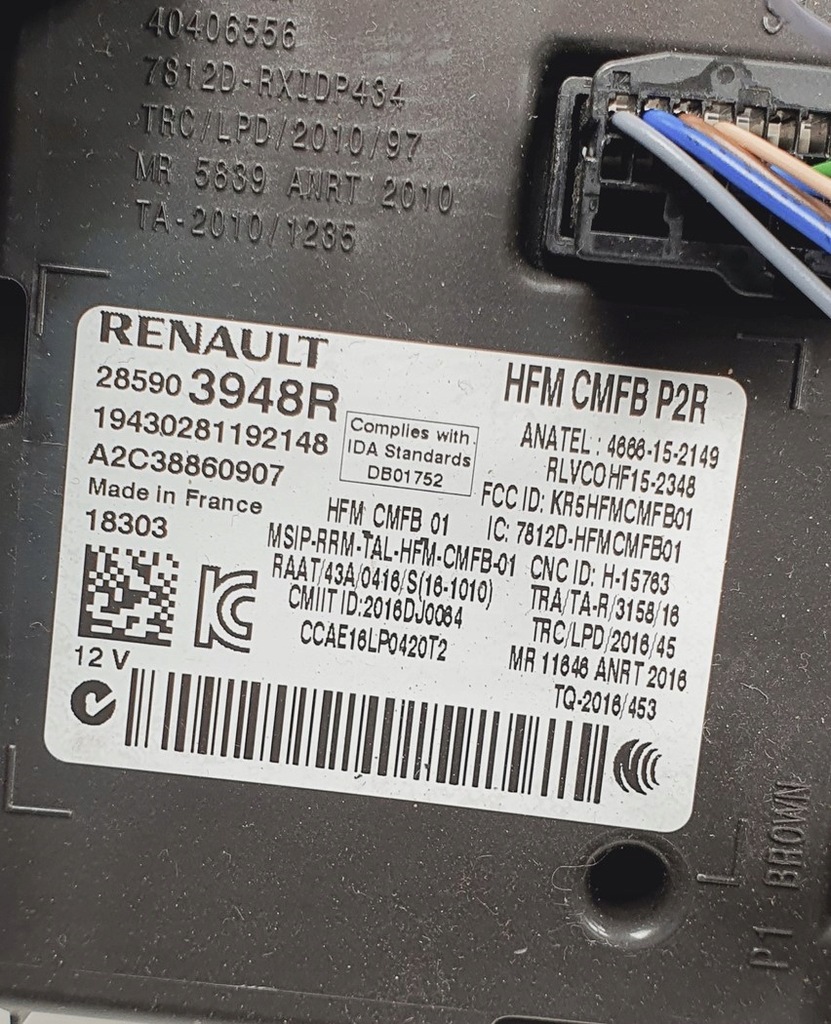 40406556
7812D-RXIDP434
TRC/LPD/2010/97
MR 5839 ANRT 2010
TA-2010/1235
RENAULT
28590 3948R
19430281192148
A2C38860907
Made in France
18303
12 V
Complies with
IDA Standards
DB01752
HFM CMFB 01
MSIP-RRM-TAL-HFM-CMFB-01
RAAT/43A/0416/S(16-1010)
CMIIT ID:2016DJ0064
CCAE16LP0420T2
HFM CMFB P2R
ANATEL : 4666-15-2149
RLVCOHF15-2348
FCC ID: KR5HFMCMFB01
IC: 7812D-HFMCMFB01
CNC ID: H-15763
TRA/TA-R/3158/16
TRC/LPD/2016/45
MR 11646 ANRT 2016
TQ-2016/453
P1 BROWN